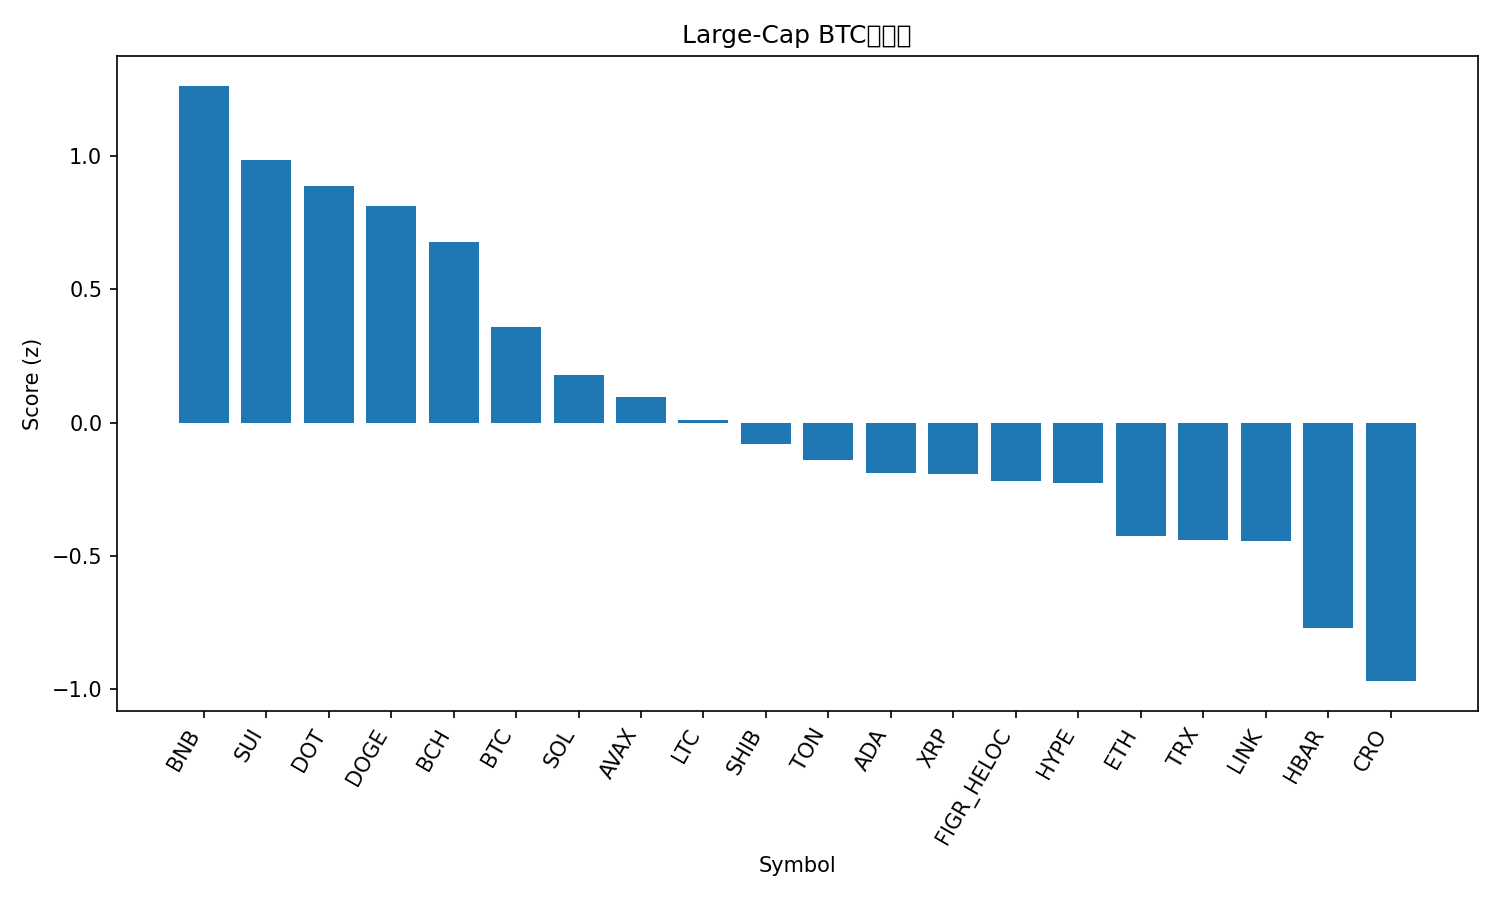 Large-Cap BTC
Score (z)
1.0
0.5
0.0
−0.5
−1.0
BNB
SUI
DOT
DOGE
BCH
BTC
SOL
AVAX
LTC
SHIB
TON
ADA
XRP
FIGR_HELOC
HYPE
ETH
TRX
LINK
HBAR
CRO
Symbol